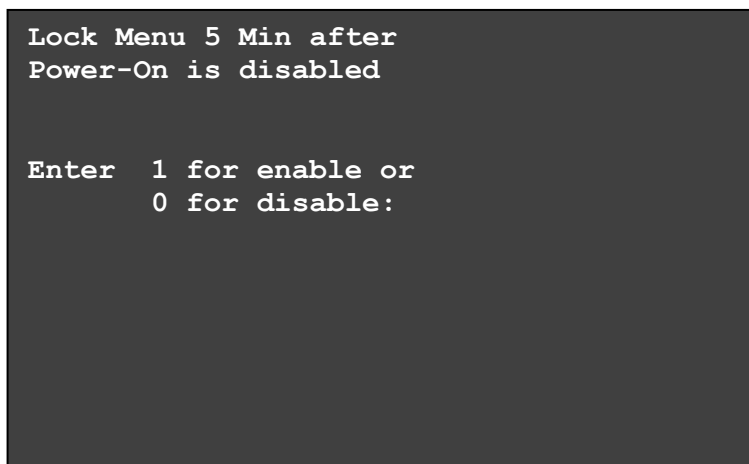 Lock Menu 5 Min after
Power-On is disabled
Enter  1 for enable or
       0 for disable: